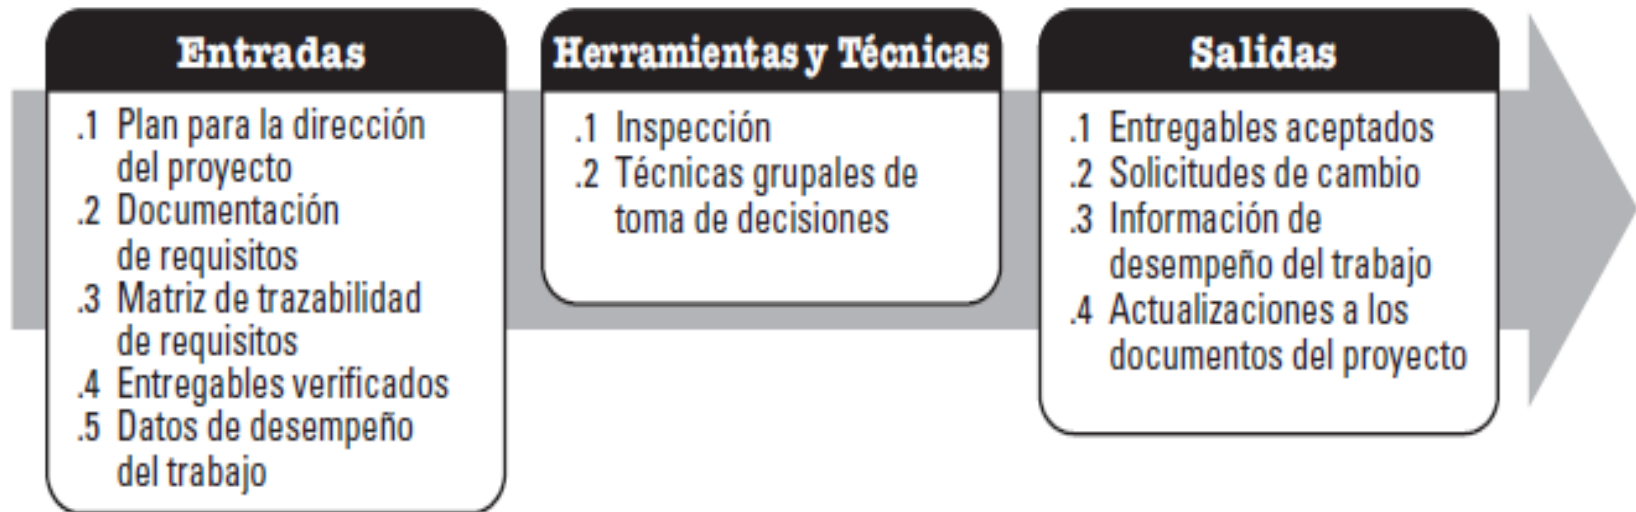 Entradas
.1 Plan para la dirección
del proyecto
.2 Documentación
de requisitos
.3 Matriz de trazabilidad
de requisitos
.4 Entregables verificados
.5 Datos de desempeño
del trabajo
Herramientas y Técnicas
.1 Inspección
.2 Técnicas grupales de
toma de decisiones
Salidas
.1 Entregables aceptados
.2 Solicitudes de cambio
.3 Información de
desempeño del trabajo
.4 Actualizaciones a los
documentos del proyecto